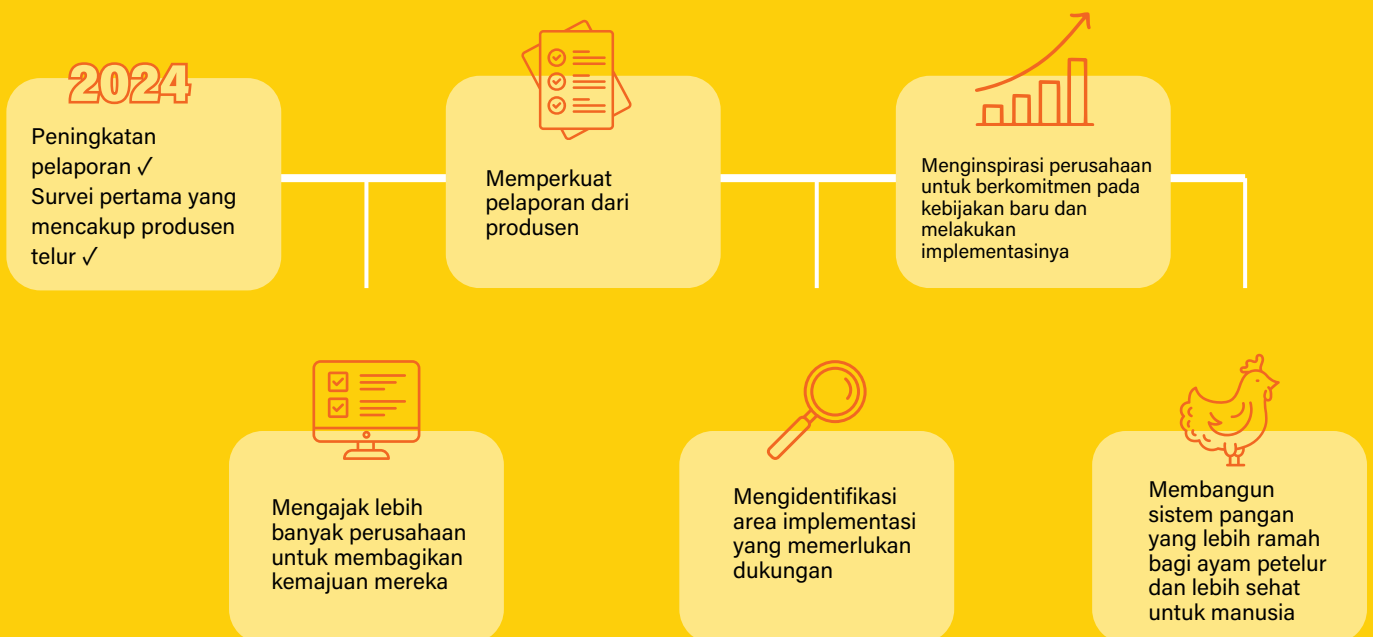 2024
Peningkatan
pelaporan ✓
Survei pertama yang
mencakup produsen
telur ✓
Mengajak lebih
banyak perusahaan
untuk membagikan
kemajuan mereka
Memperkuat
pelaporan dari
produsen
Mengidentifikasi
area implementasi
yang memerlukan
dukungan
Menginspirasi perusahaan
untuk berkomitmen pada
kebijakan baru dan
melakukan
implementasinya
Membangun
sistem pangan
yang lebih ramah
bagi ayam petelur
dan lebih sehat
untuk manusia